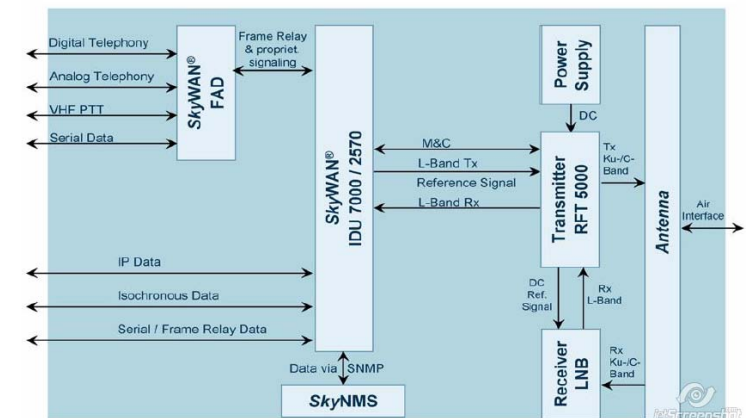 Digital Telephony
Analog Telephony
VHF PTT
Serial Data
SkyWAN®
FAD
Frame Relay
& propriet.
signaling
SkyWAN®
IDU 7000 / 2570
Power
Supply
DC
M&C
L-Band Tx
Reference Signal
L-Band Rx
Transmitter
RFT 5000
Tx
Ku-/C-
Band
Antenna
Air
Interface
IP Data
Isochronous Data
Serial / Frame Relay Data
DC
Ref.
Signal
Rx
L-Band
Receiver
LNB
Rx
Ku-/C-
Band
Data via SNMP
SkyNMS